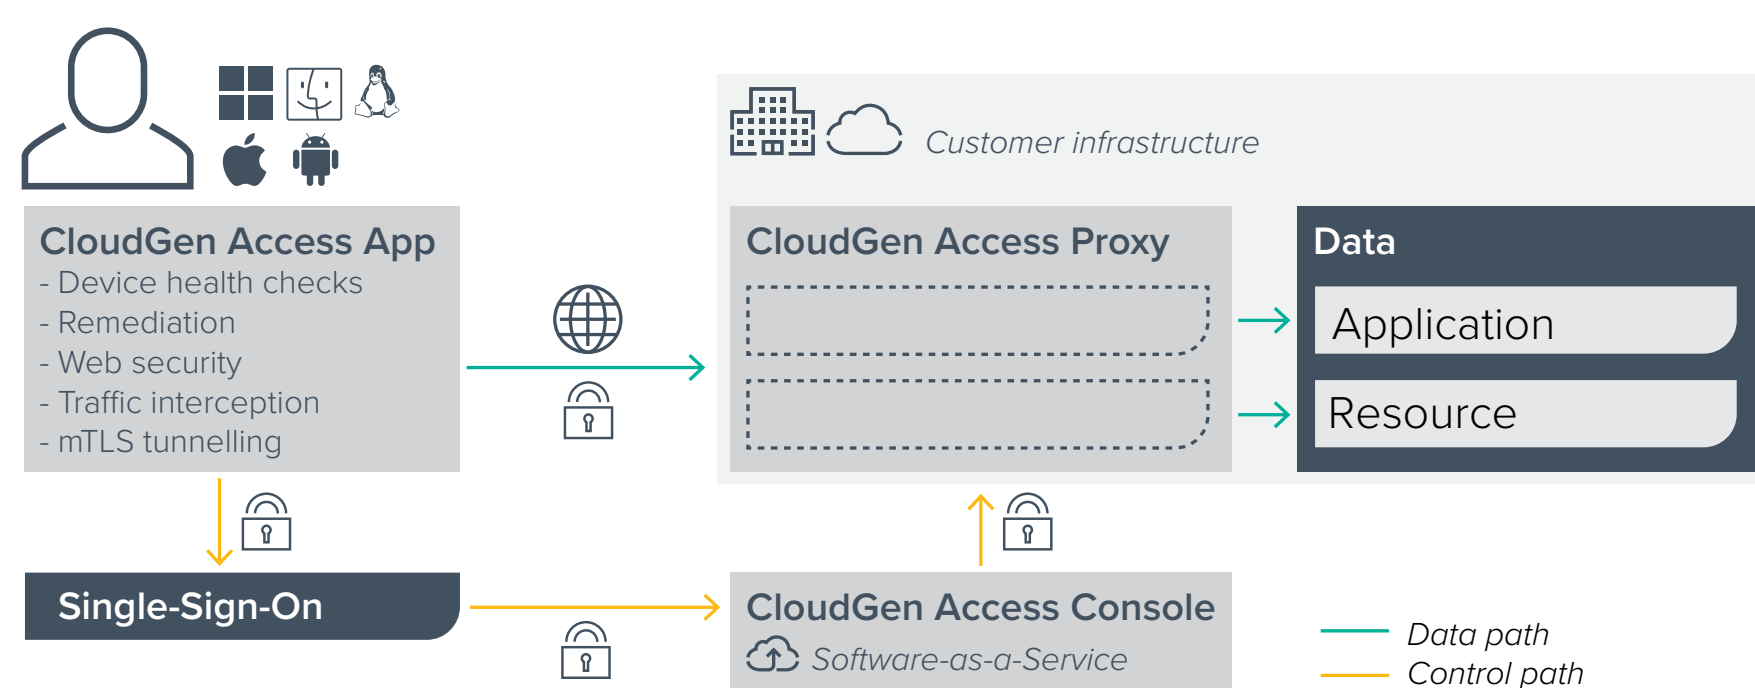 Customer infrastructure
CloudGen Access App
- Device health checks
- Remediation
- Web security
- Traffic interception
- mTLS tunnelling
CloudGen Access Proxy
Data
Application
Resource
Single-Sign-On
CloudGen Access Console
Software-as-a-Service
Data path
Control path